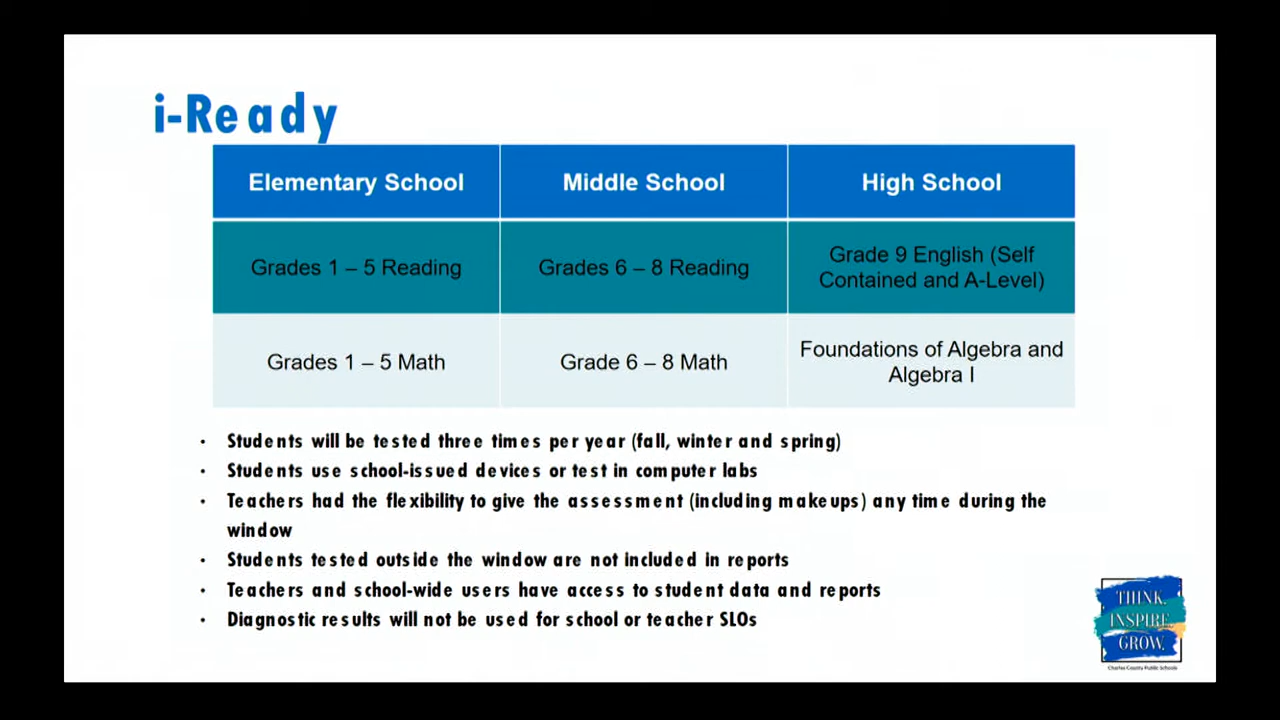 i-Ready
Elementary School
Middle School
High School
Grades 1 – 5 Reading
Grades 6 – 8 Reading
Grade 9 English (Self
Contained and A-Level)
Grades 1 – 5 Math
Grade 6 – 8 Math
Foundations of Algebra and
Algebra I
• Students will be tested three times per year (fall, winter and spring)
• Students use school-issued devices or test in computer labs
• Teachers had the flexibility to give the assessment (including makeups) any time during the
window
• Students tested outside the window are not included in reports
• Teachers and school-wide users have access to student data and reports
• Diagnostic results will not be used for school or teacher SLOs
THINK.
INSPIRE.
GROW.
Charles County Public Schools